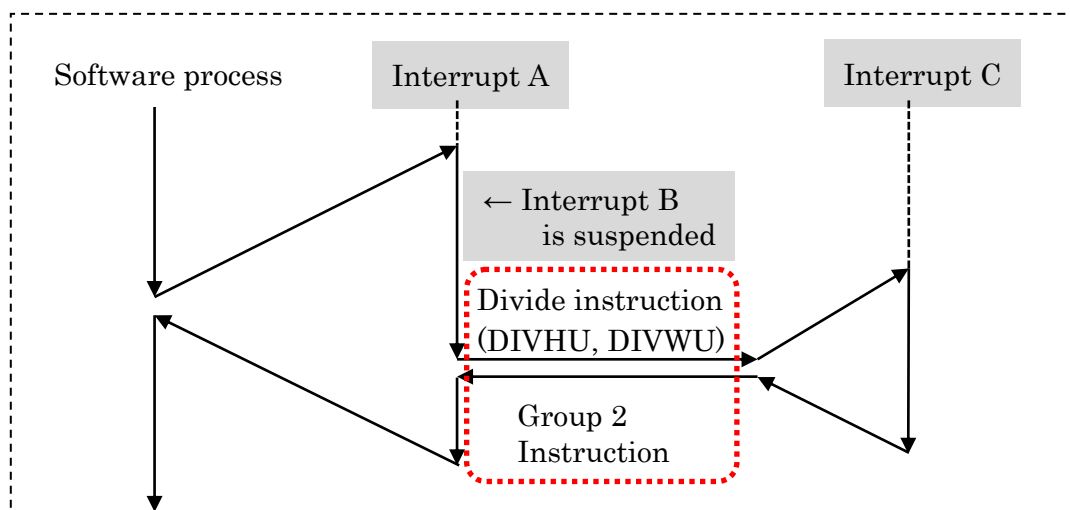 Software process
Interrupt A
Interrupt C
← Interrupt B
is suspended
Divide instruction
(DIVHU, DIVWU)
Group 2
Instruction